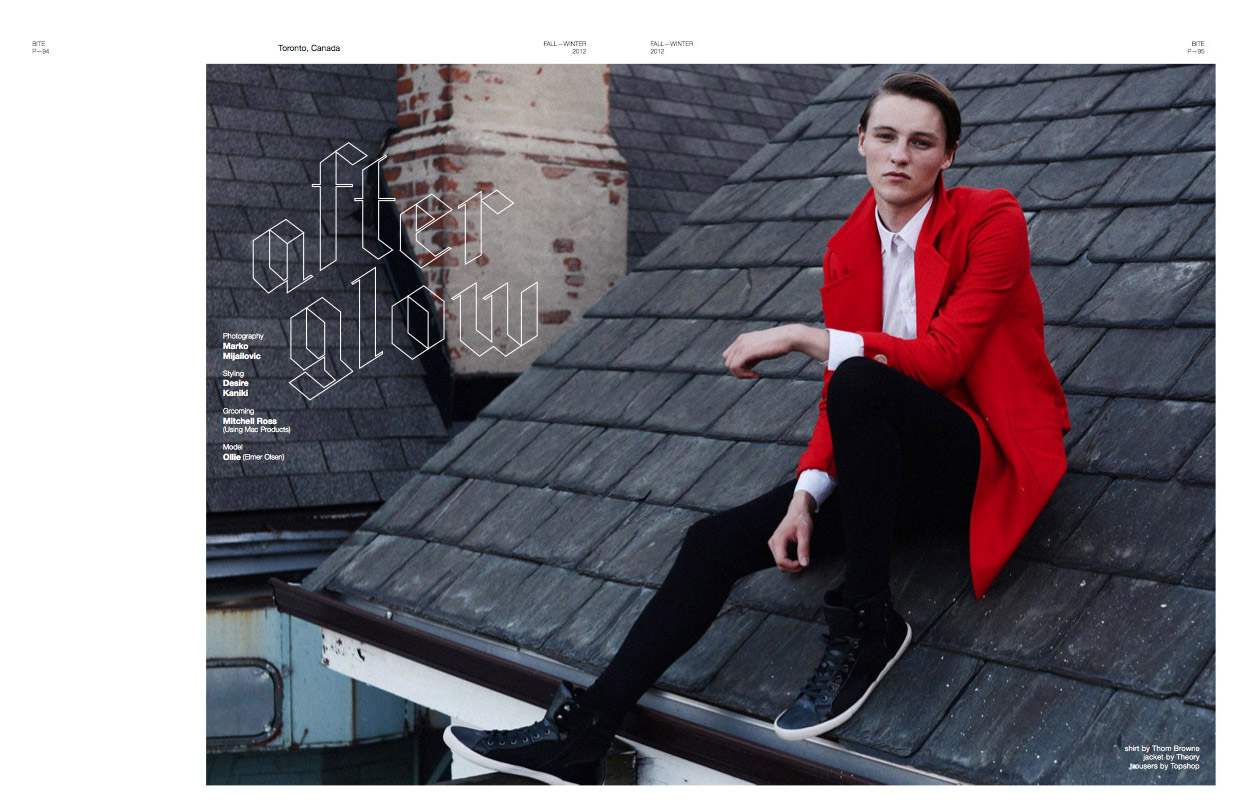 BITE
P—94
Toronto, Canada
FALL—WINTER
2012
FALL—WINTER
2012
BITE
P—95
after
glow
Photography
Marko
Mijailovic
Styling
Desire
Kaniki
Grooming
Mitchell Ross
(Using Mac Products)
Model
Ollie (Elmer Olsen)
shirt by Thom Browne
jacket by Theory
trousers by Topshop